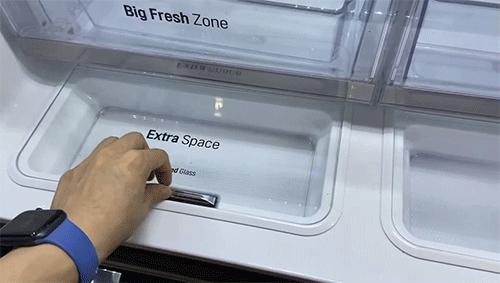 Big Fresh Zone
Extra Space
Glass